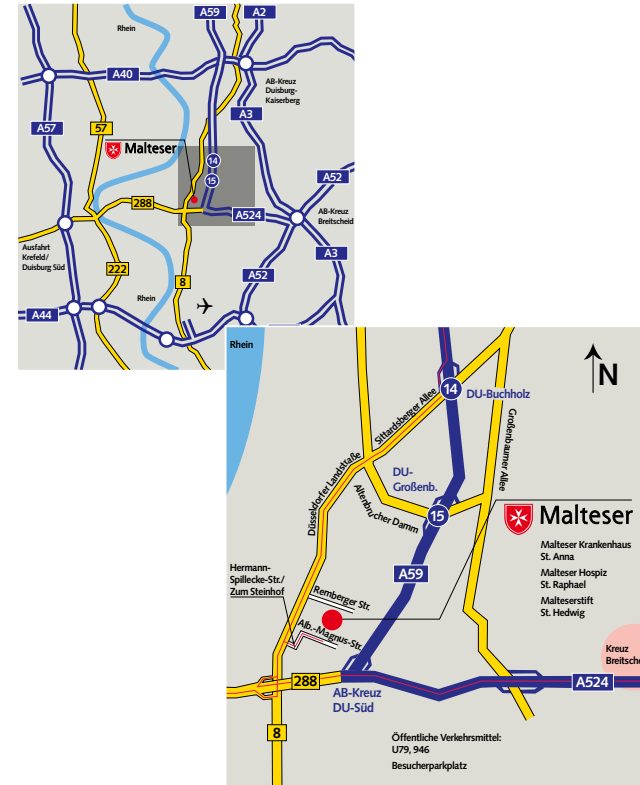 A59
A2
Rhein
A40
AB-Kreuz
Duisburg-
Kaiserberg
A57
57
A3
Malteser
14
15
A52
288
A524
AB-Kreuz
Breitscheid
Ausfahrt
Krefeld/
Duisburg Süd
222
8
A52
A3
Rhein
A44
Rhein
N
14
DU-Buchholz
Sittardsberger Allee
Großenbaumer Allee
Düsseldorfer Landstaße
DU-
Großenb.
Altenbrucher Damm
15
Malteser
Malteser Krankenhaus
St. Anna
Malteser Hospiz
St. Raphael
Malteserstift
St. Hedwig
A59
Hermann-
Spillecke-Str./
Zum Steinhof
Remberger Str.
Alb.-Magnus-Str.
Kreuz
Breitsche
288
A524
AB-Kreuz
DU-Süd
8
Öffentliche Verkehrsmittel:
U79, 946
Besucherparkplatz